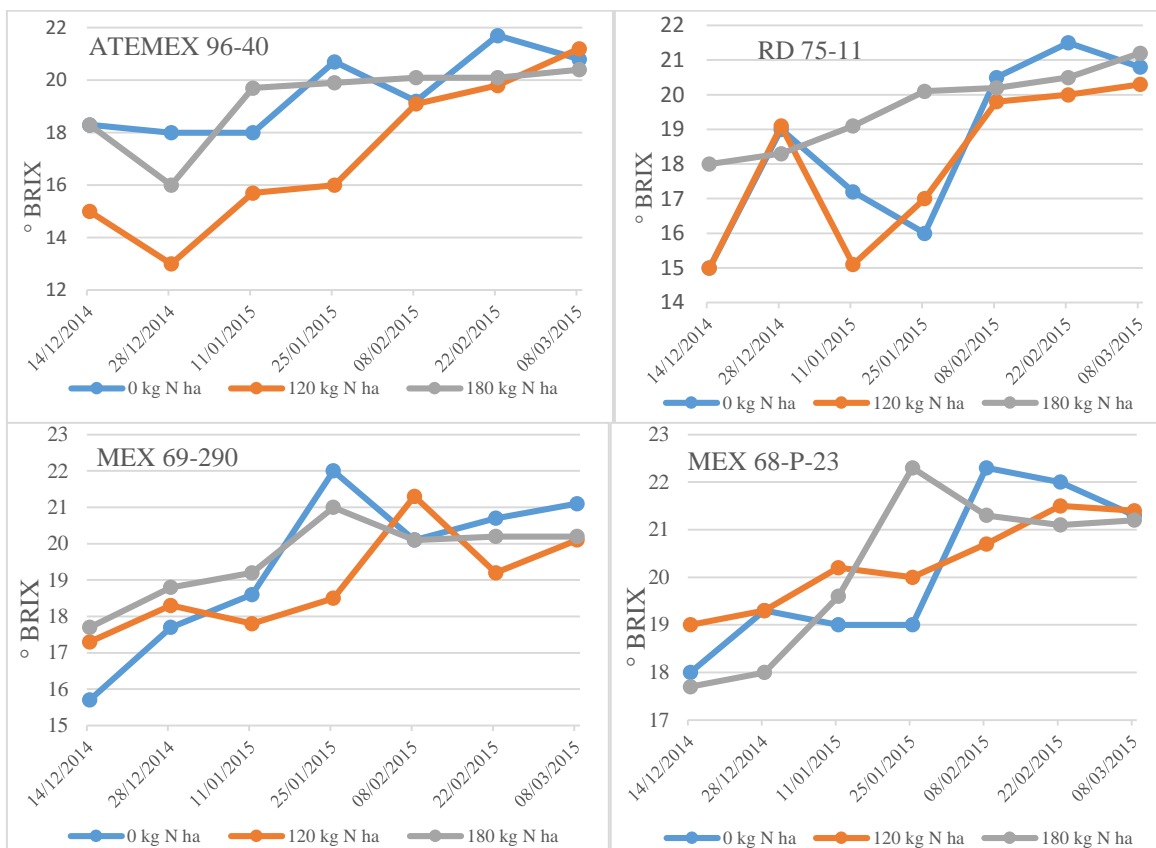 ATEMEX 96-40
° BRIX
22
20
18
16
14
12
14/12/2014
28/12/2014
11/01/2015
25/01/2015
08/02/2015
22/02/2015
08/03/2015
0 kg N ha
120 kg N ha
180 kg N ha
RD 75-11
° BRIX
22
21
20
19
18
17
16
15
14
14/12/2014
28/12/2014
11/01/2015
25/01/2015
08/02/2015
22/02/2015
08/03/2015
0 kg N ha
120 kg N ha
180 kg N ha
MEX 69-290
° BRIX
23
22
21
20
19
18
17
16
15
14/12/2014
28/12/2014
11/01/2015
25/01/2015
08/02/2015
22/02/2015
08/03/2015
0 kg N ha
120 kg N ha
180 kg N ha
MEX 68-P-23
° BRIX
23
22
21
20
19
18
17
14/12/2014
28/12/2014
11/01/2015
25/01/2015
08/02/2015
22/02/2015
08/03/2015
0 kg N ha
120 kg N ha
180 kg N ha